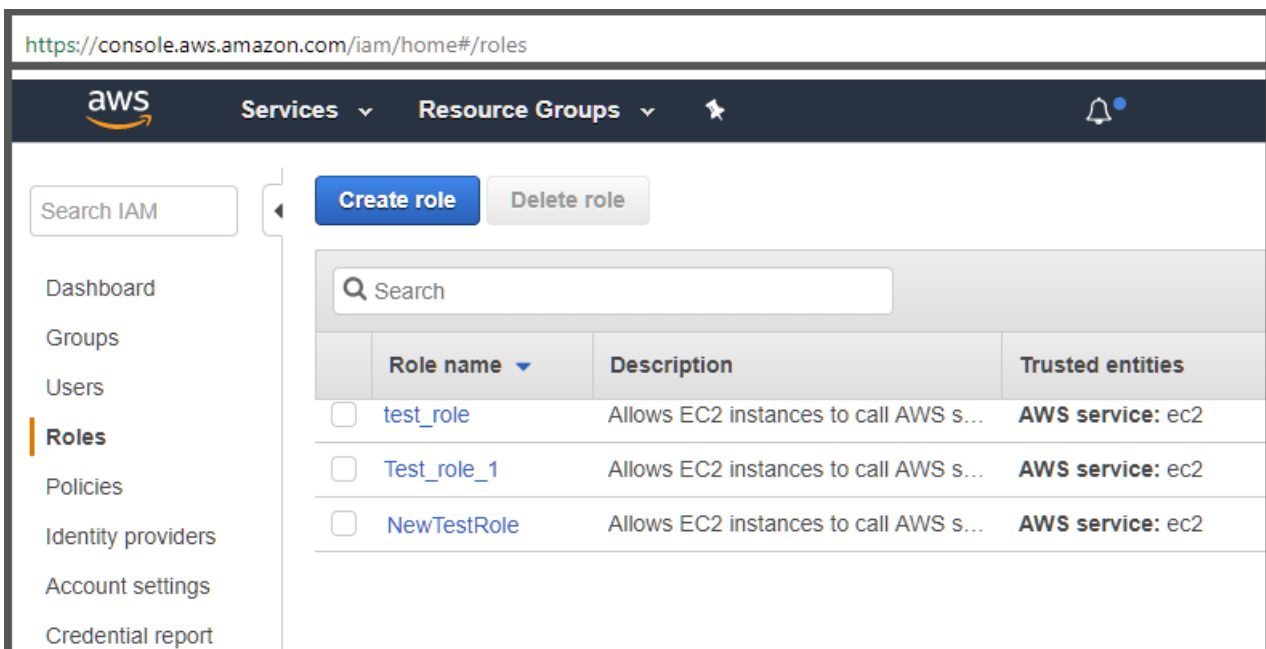 https://console.aws.amazon.com/iam/home#/roles
aws Services Resource Groups
Search IAM
Create role Delete role
Dashboard
Groups
Users
Roles
Policies
Identity providers
Account settings
Credential report
Search
Role name Description Trusted entities
test_role Allows EC2 instances to call AWS s... AWS service: ec2
Test_role_1 Allows EC2 instances to call AWS s... AWS service: ec2
NewTestRole Allows EC2 instances to call AWS s... AWS service: ec2